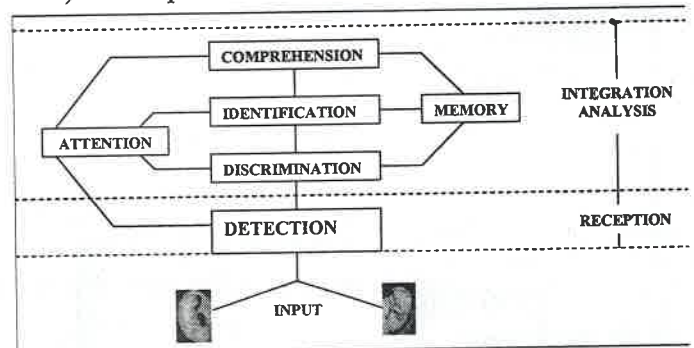 COMPREHENSION
IDENTIFICATION
MEMORY
INTEGRATION
ANALYSIS
ATTENTION
DISCRIMINATION
DETECTION
RECEPTION
INPUT